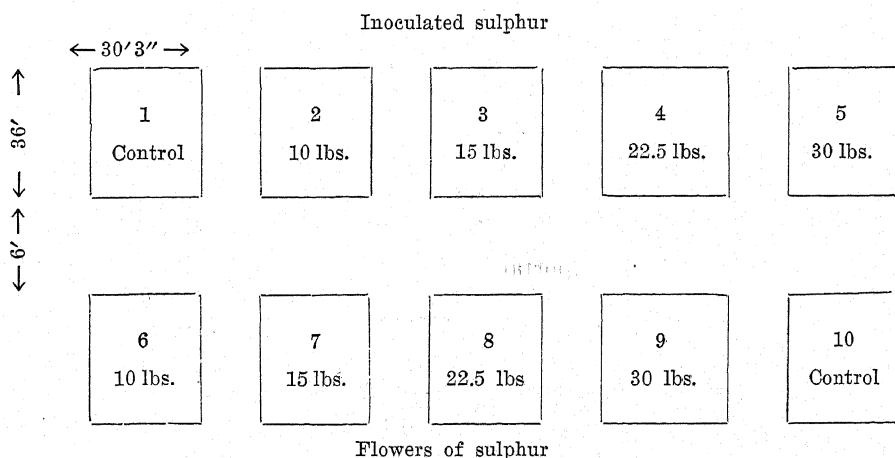 Inoculated sulphur
← 30′3″ →
36′
6′
1 2 3 4 5
Control 10 lbs. 15 lbs. 22.5 lbs. 30 lbs.
6 7 8 9 10
10 lbs. 15 lbs. 22.5 lbs 30 lbs. Control
Flowers of sulphur